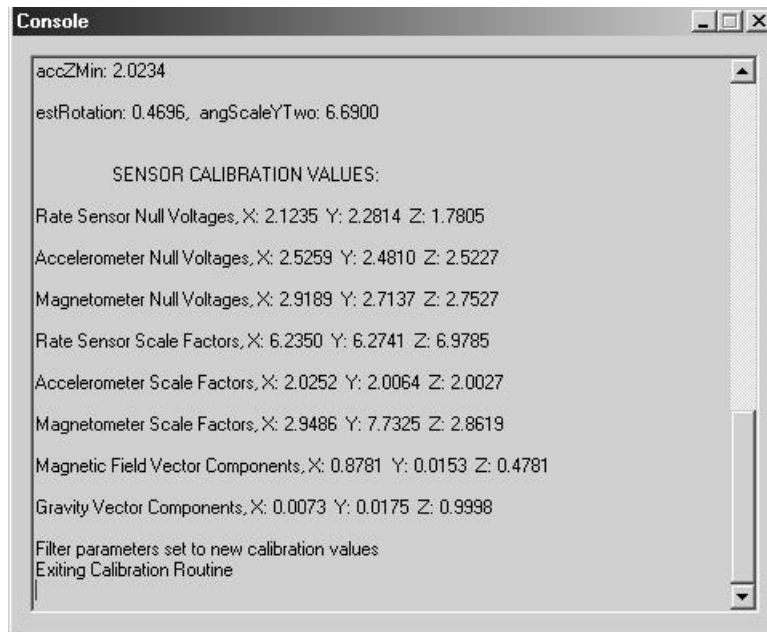 Console
accZMin: 2.0234
estRotation: 0.4696, angScaleYTwo: 6.6900
SENSOR CALIBRATION VALUES:
Rate Sensor Null Voltages, X: 2.1235 Y: 2.2814 Z: 1.7805
Accelerometer Null Voltages, X: 2.5259 Y: 2.4810 Z: 2.5227
Magnetometer Null Voltages, X: 2.9189 Y: 2.7137 Z: 2.7527
Rate Sensor Scale Factors, X: 6.2350 Y: 6.2741 Z: 6.9785
Accelerometer Scale Factors, X: 2.0252 Y: 2.0064 Z: 2.0027
Magnetometer Scale Factors, X: 2.9486 Y: 7.7325 Z: 2.8619
Magnetic Field Vector Components, X: 0.8781 Y: 0.0153 Z: 0.4781
Gravity Vector Components, X: 0.0073 Y: 0.0175 Z: 0.9998
Filter parameters set to new calibration values
Exiting Calibration Routine